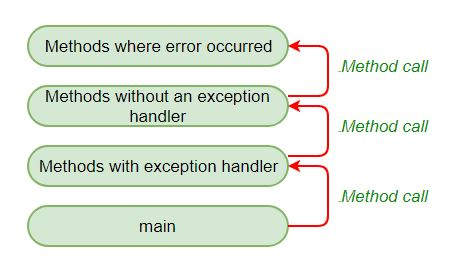 Methods where error occurred
.Method call
Methods without an exception
handler
.Method call
Methods with exception handler
.Method call
main